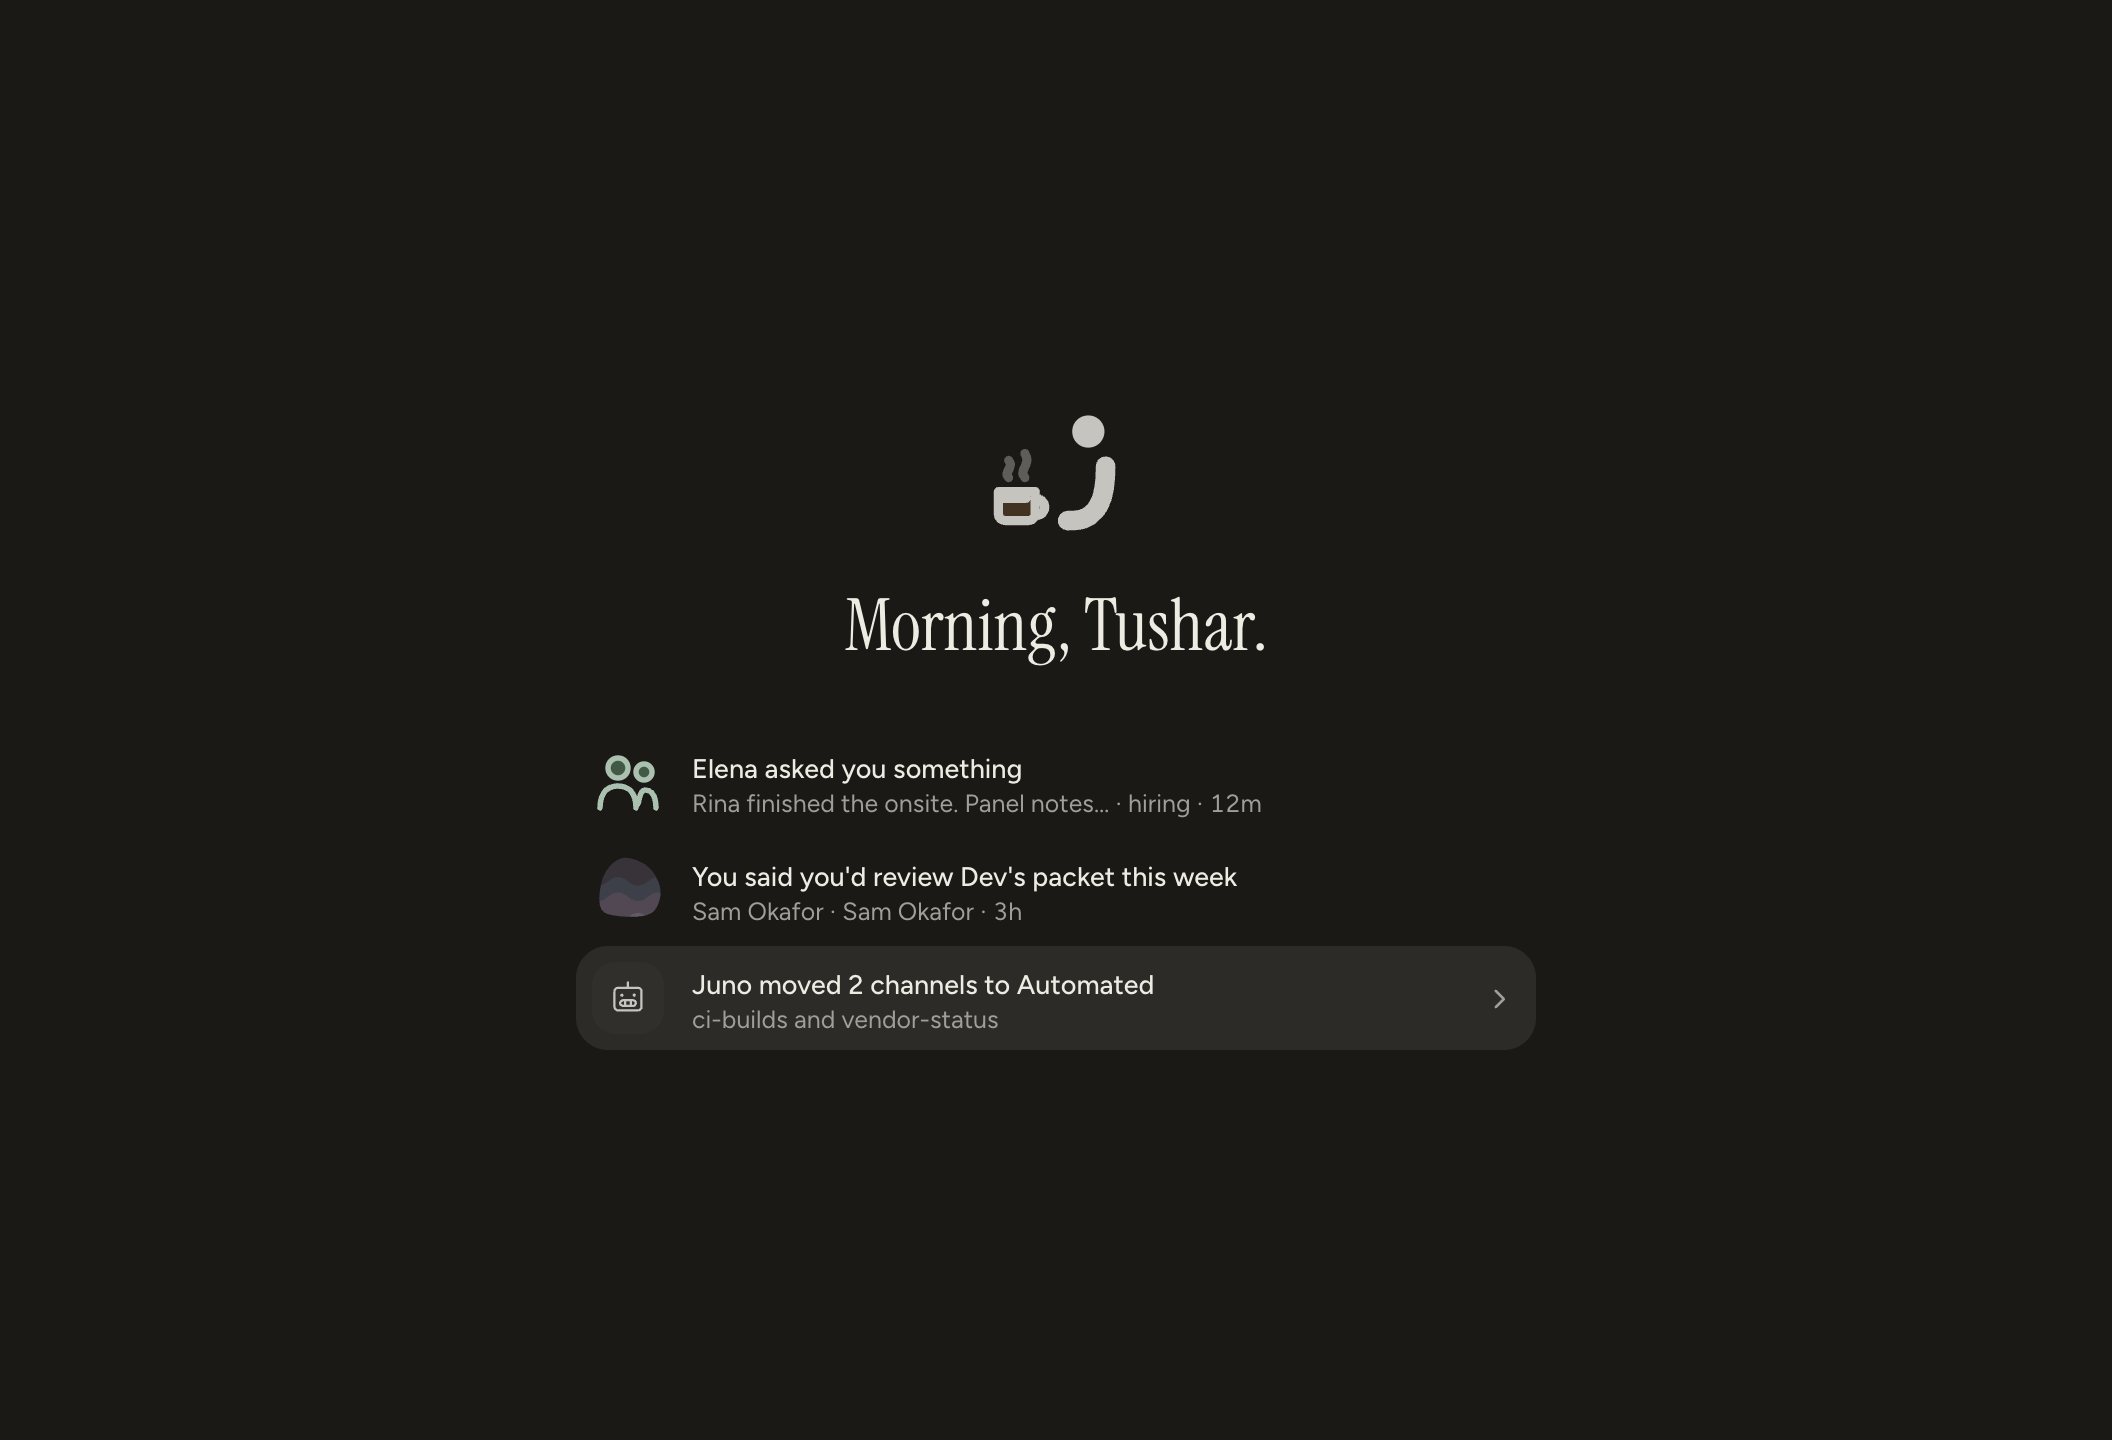 Morning, Tushar.
Elena asked you something
Rina finished the onsite. Panel notes... · hiring · 12m
You said you'd review Dev's packet this week
Sam Okafor · Sam Okafor · 3h
Juno moved 2 channels to Automated
ci-builds and vendor-status